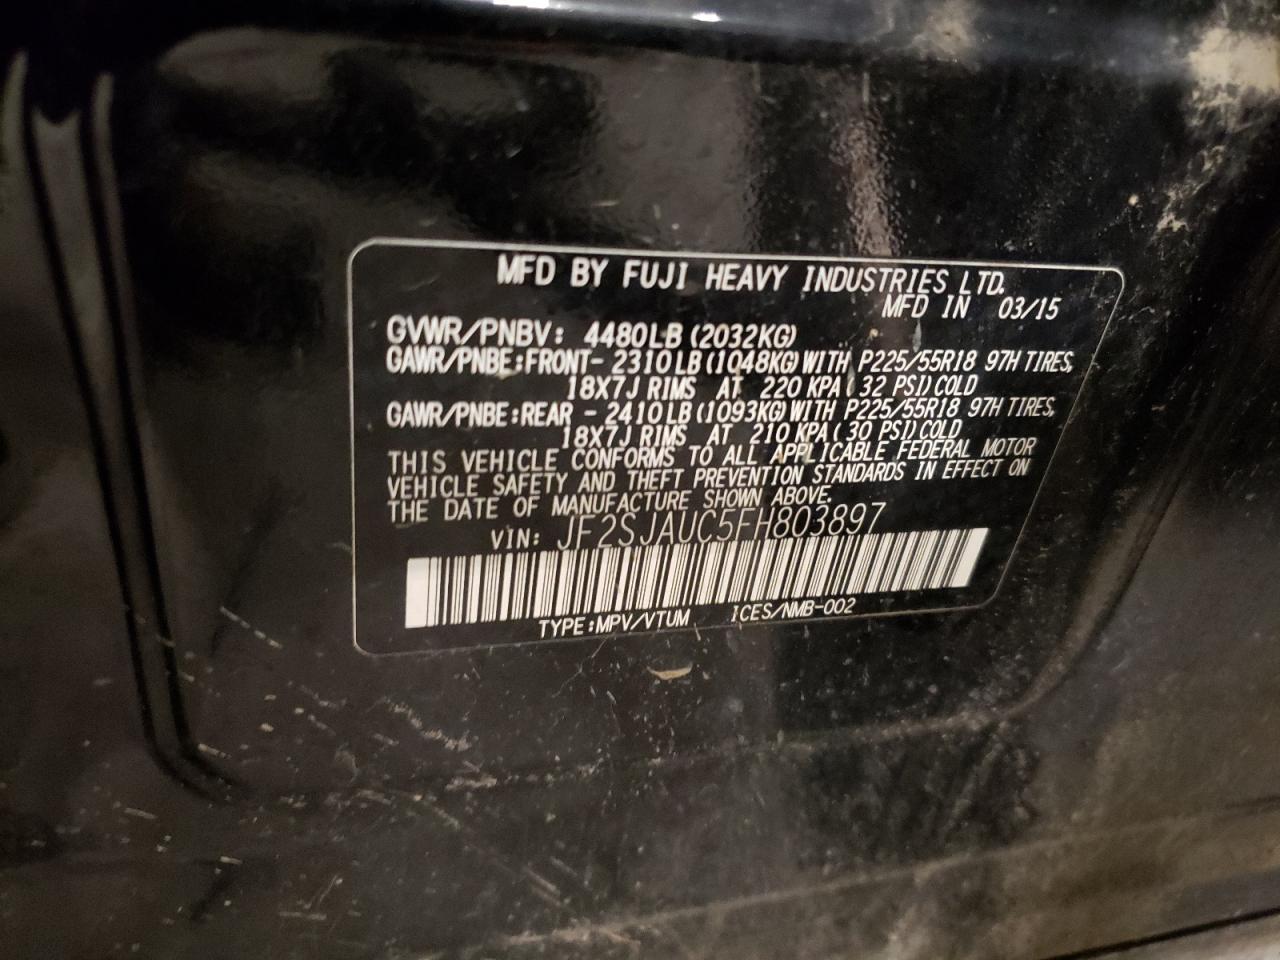 MFD BY FUJI HEAVY INDUSTRIES LTD.
MFD IN 03/15
GVWR/PNBV: 4480LB (2032KG)
GAWR/PNBE:FRONT- 2310LB (1048KG) WITH P225/55R18 97H TIRES,
18X7J RIMS AT 220 KPA ( 32 PSI) COLD
GAWR/PNBE:REAR - 2410LB (1093KG) WITH P225/55R18 97H TIRES,
18X7J RIMS AT 210 KPA ( 30 PSI) COLD
THIS VEHICLE CONFORMS TO ALL APPLICABLE FEDERAL MOTOR
VEHICLE SAFETY AND THEFT PREVENTION STANDARDS IN EFFECT ON
THE DATE OF MANUFACTURE SHOWN ABOVE.
VIN: JF2SJAUC5FH803897
TYPE:MPV/VTUM ICES/NMB-002